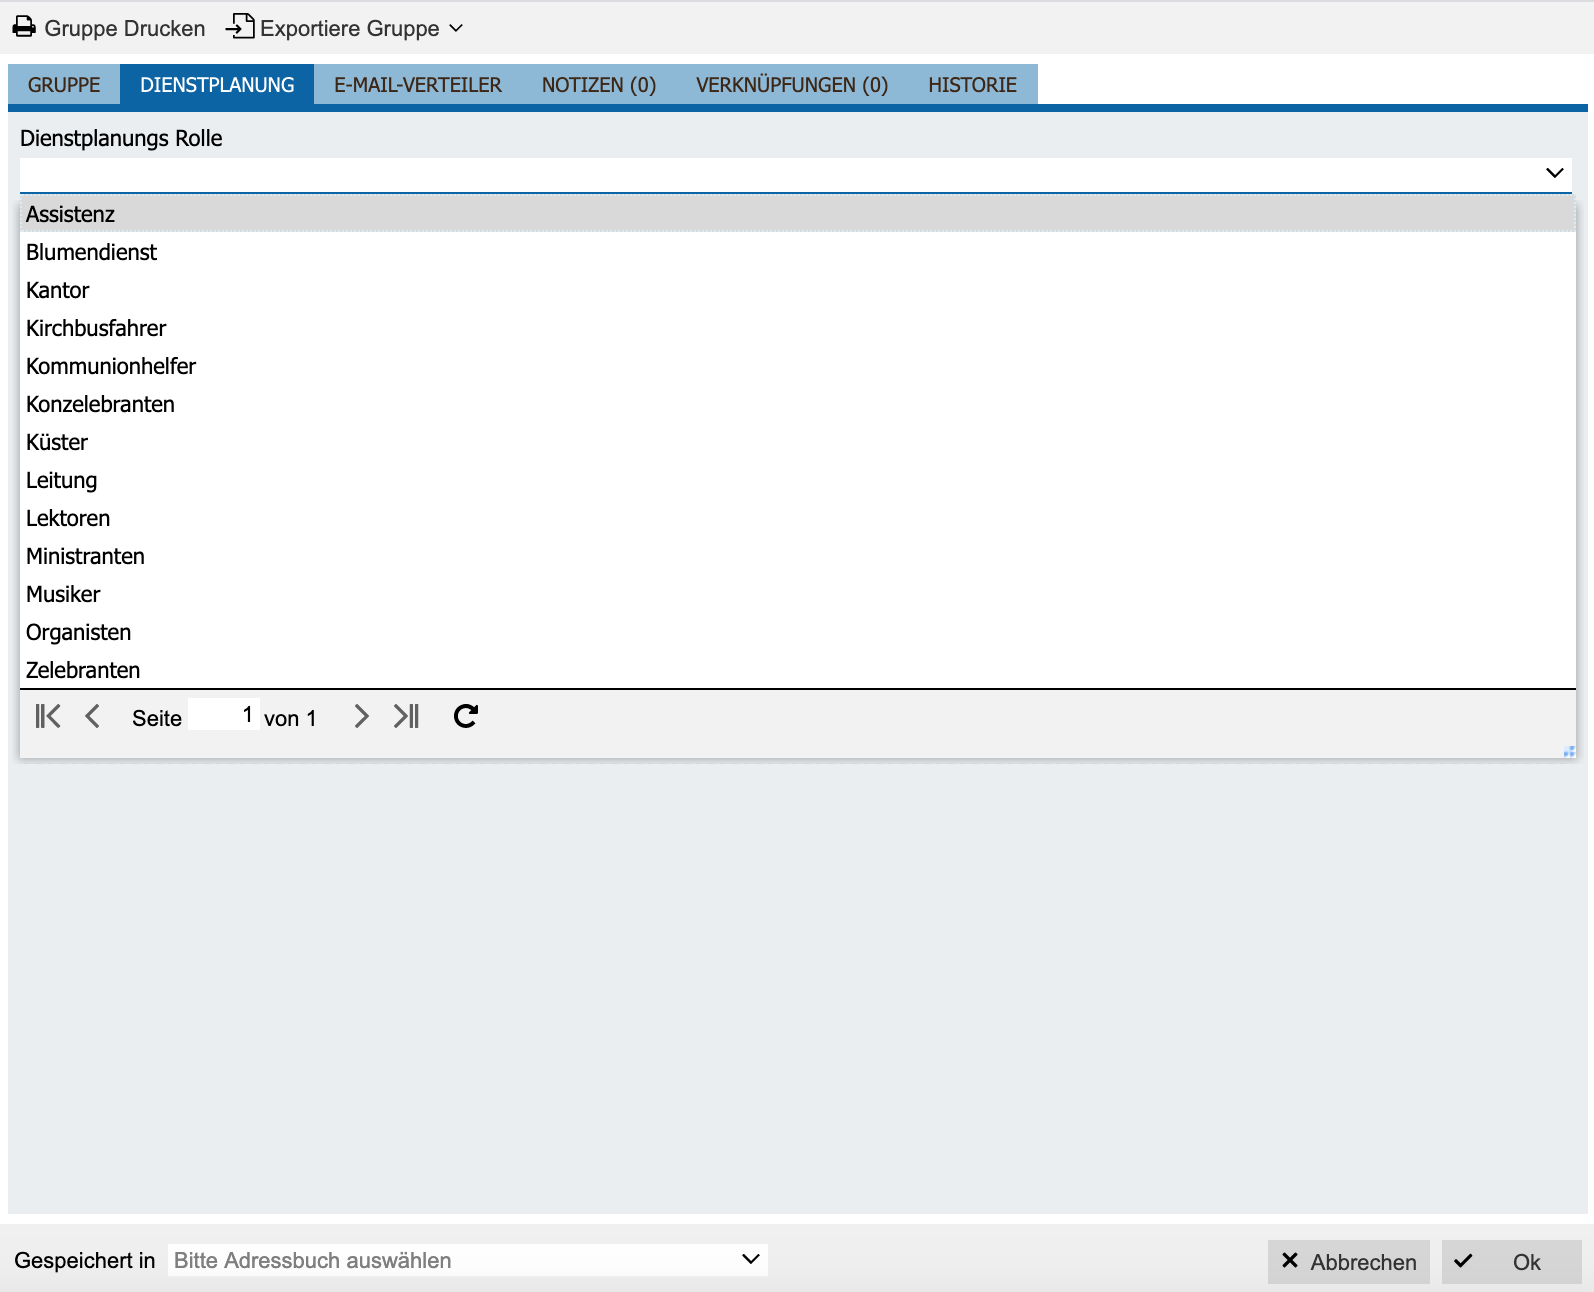 Gruppe Drucken Exportiere Gruppe
GRUPPE DIENSTPLANUNG E-MAIL-VERTEILER NOTIZEN (0) VERKNÜPFUNGEN (0) HISTORIE
Dienstplanungs Rolle
Assistenz
Blumendienst
Kantor
Kirchbusfahrer
Kommunionhelfer
Konzelebranten
Küster
Leitung
Lektoren
Ministranten
Musiker
Organisten
Zelebranten
Seite 1 von 1
Gespeichert in Bitte Adressbuch auswählen Abbrechen Ok